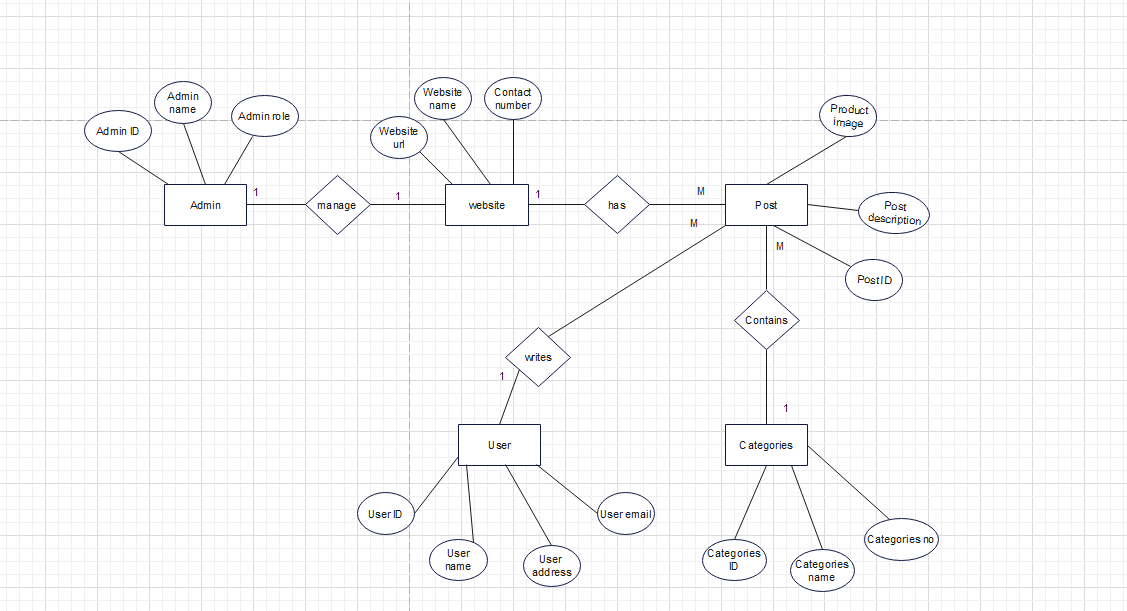 Admin
name
Admin ID
Admin role
Website
name
Contact
number
Website
url
Product
image
Admin
1
manage
1
website
1
has
M
Post
Post
description
M
M
Post ID
Contains
writes
1
1
User
Categories
User ID
User
name
User
address
User email
Categories
ID
Categories
name
Categories no